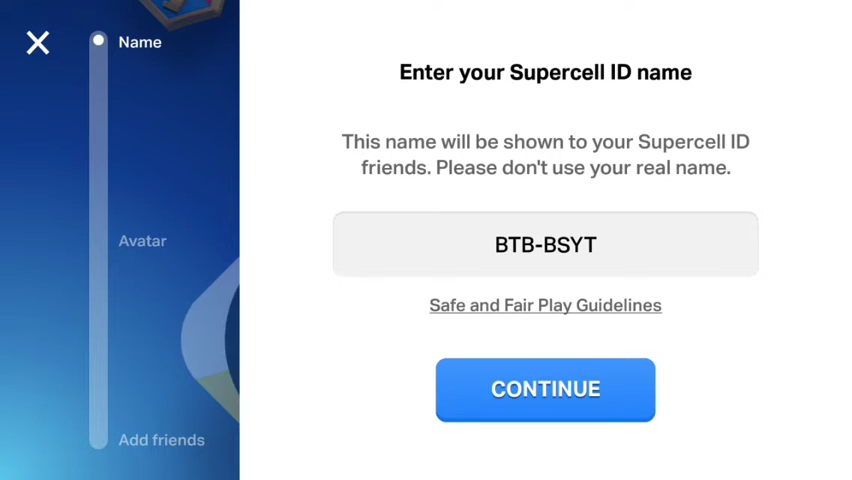 Name
Avatar
Add friends
Enter your Supercell ID name
This name will be shown to your Supercell ID
friends. Please don't use your real name.
BTB-BSYT
Safe and Fair Play Guidelines
CONTINUE